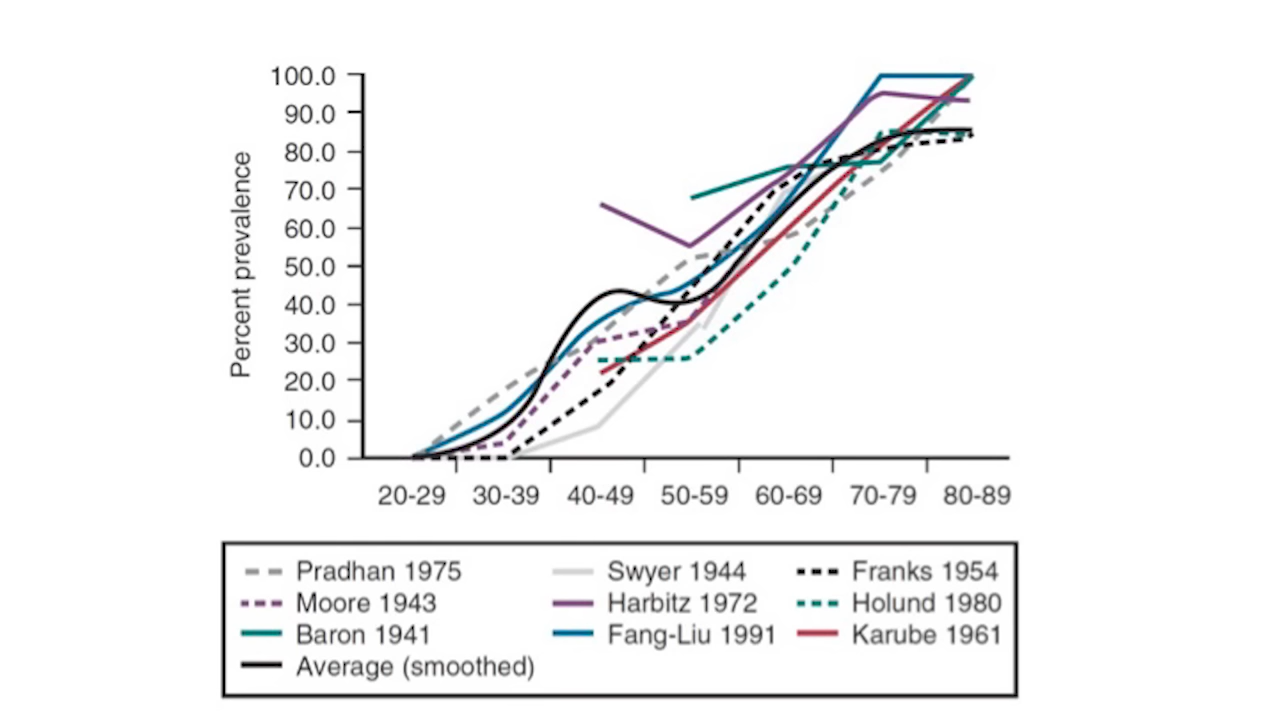 Percent prevalence
100.0
90.0
80.0
70.0
60.0
50.0
40.0
30.0
20.0
10.0
0.0
20-29 30-39 40-49 50-59 60-69 70-79 80-89
Pradhan 1975 Swyer 1944 Franks 1954
Moore 1943 Harbitz 1972 Holund 1980
Baron 1941 Fang-Liu 1991 Karube 1961
Average (smoothed)